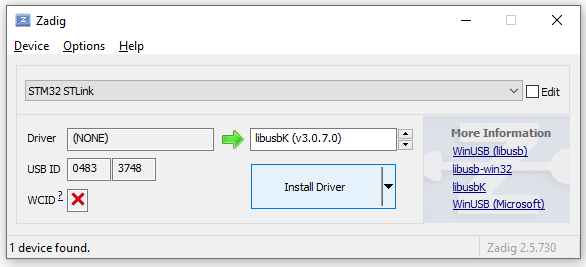 Zadig
Device Options Help
STM32 STLink Edit
Driver (NONE) libusbK (v3.0.7.0)
USB ID 0483 3748
WCID ?
Install Driver
More Information
WinUSB (libusb)
libusb-win32
libusbK
WinUSB (Microsoft)
1 device found. Zadig 2.5.730